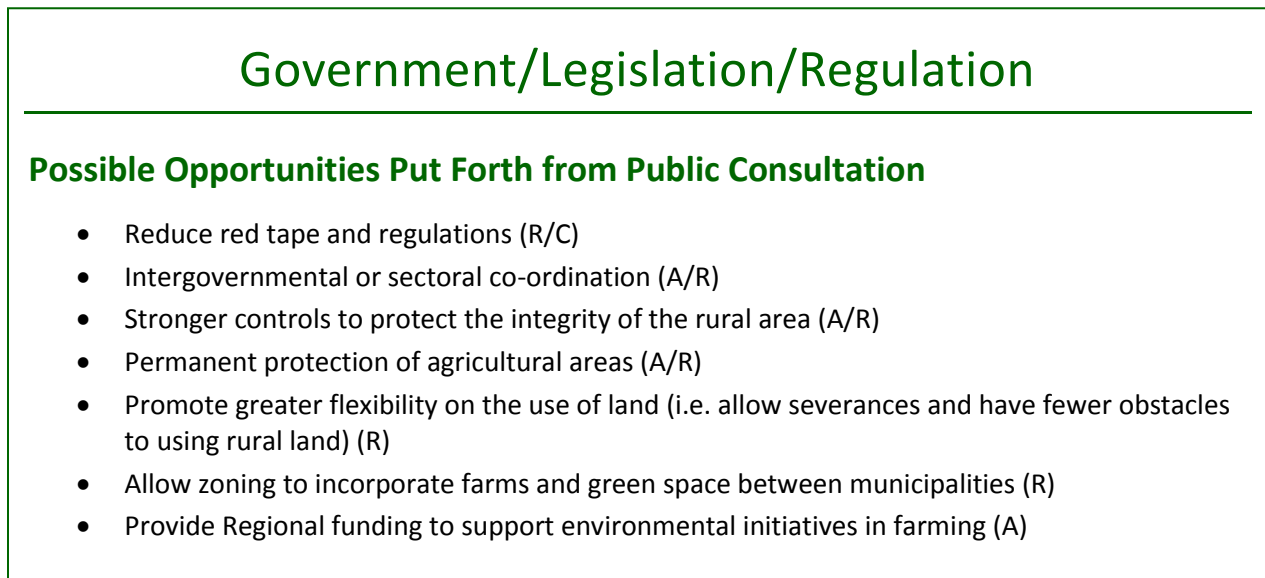 Government/Legislation/Regulation
Possible Opportunities Put Forth from Public Consultation
• Reduce red tape and regulations (R/C)
• Intergovernmental or sectoral co-ordination (A/R)
• Stronger controls to protect the integrity of the rural area (A/R)
• Permanent protection of agricultural areas (A/R)
• Promote greater flexibility on the use of land (i.e. allow severances and have fewer obstacles
to using rural land) (R)
• Allow zoning to incorporate farms and green space between municipalities (R)
• Provide Regional funding to support environmental initiatives in farming (A)